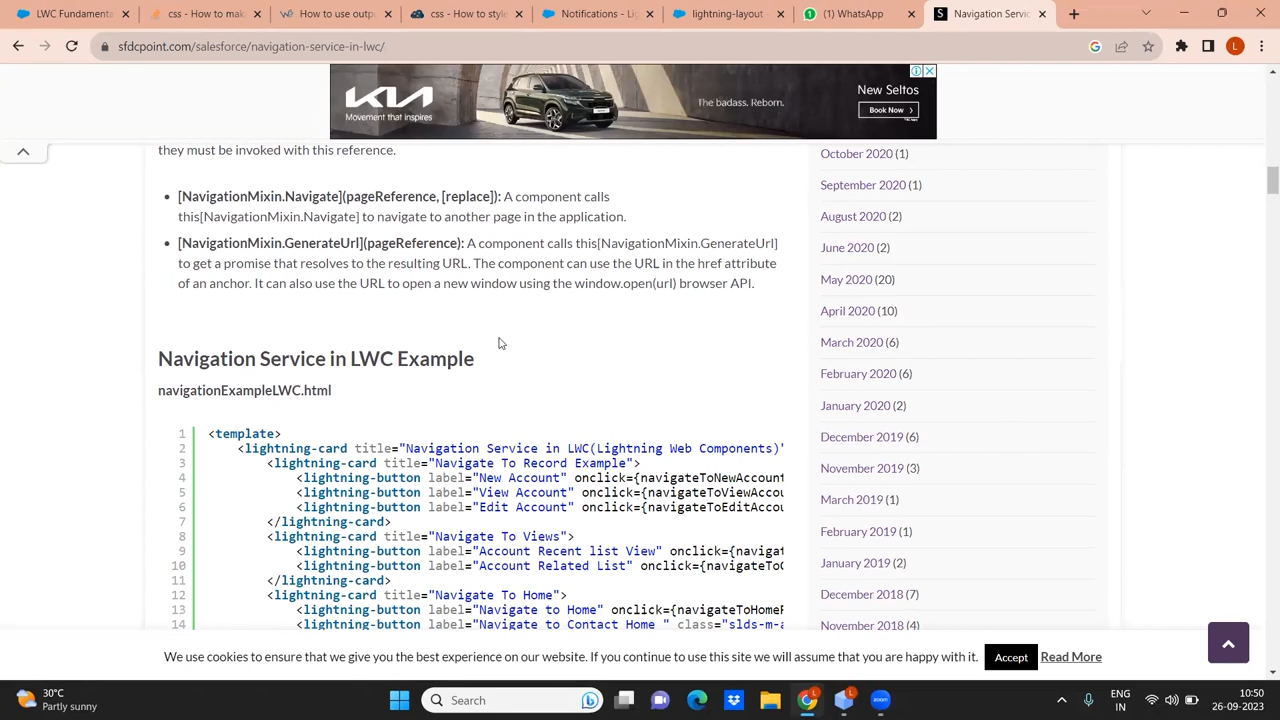 LWC Fundament
css - How to make
How to use outpu
css - How to style
Notifications - Lig
lightning-layout
(1) WhatsApp
Navigation Servic
sfdcpoint.com/salesforce/navigation-service-in-lwc/
KIA
Movement that inspires
The badass. Reborn.
New Seltos
Book Now
they must be invoked with this reference.
[NavigationMixin.Navigate](pageReference, [replace]): A component calls
this[NavigationMixin.Navigate] to navigate to another page in the application.
[NavigationMixin.GenerateUrl](pageReference): A component calls this[NavigationMixin.GenerateUrl]
to get a promise that resolves to the resulting URL. The component can use the URL in the href attribute
of an anchor. It can also use the URL to open a new window using the window.open(url) browser API.
Navigation Service in LWC Example
navigationExampleLWC.html
1 <template>
2 <lightning-card title="Navigation Service in LWC(Lightning Web Components)"
3 <lightning-card title="Navigate To Record Example">
4 <lightning-button label="New Account" onclick={navigateToNewAccount
5 <lightning-button label="View Account" onclick={navigateToViewAccou
6 <lightning-button label="Edit Account" onclick={navigateToEditAccou
7 </lightning-card>
8 <lightning-card title="Navigate To Views">
9 <lightning-button label="Account Recent list View" onclick={navigat
10 <lightning-button label="Account Related List" onclick={navigateToC
11 </lightning-card>
12 <lightning-card title="Navigate To Home">
13 <lightning-button label="Navigate to Home" onclick={navigateToHomeP
14 <lightning-button label="Navigate to Contact Home " class="slds-m-a
October 2020 (1)
September 2020 (1)
August 2020 (2)
June 2020 (2)
May 2020 (20)
April 2020 (10)
March 2020 (6)
February 2020 (6)
January 2020 (2)
December 2019 (6)
November 2019 (3)
March 2019 (1)
February 2019 (1)
January 2019 (2)
December 2018 (7)
November 2018 (4)
We use cookies to ensure that we give you the best experience on our website. If you continue to use this site we will assume that you are happy with it.
Accept
Read More
30°C
Partly sunny
Search
ENG
IN
10:50
26-09-2023